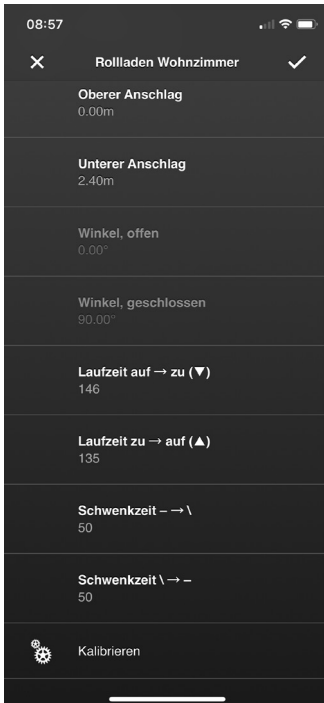 08:57
Rollladen Wohnzimmer
Oberer Anschlag
0.00m
Unterer Anschlag
2.40m
Winkel, offen
0.00°
Winkel, geschlossen
90.00°
Laufzeit auf → zu (▼)
146
Laufzeit zu → auf (▲)
135
Schwenkzeit – → \
50
Schwenkzeit \ → –
50
Kalibrieren